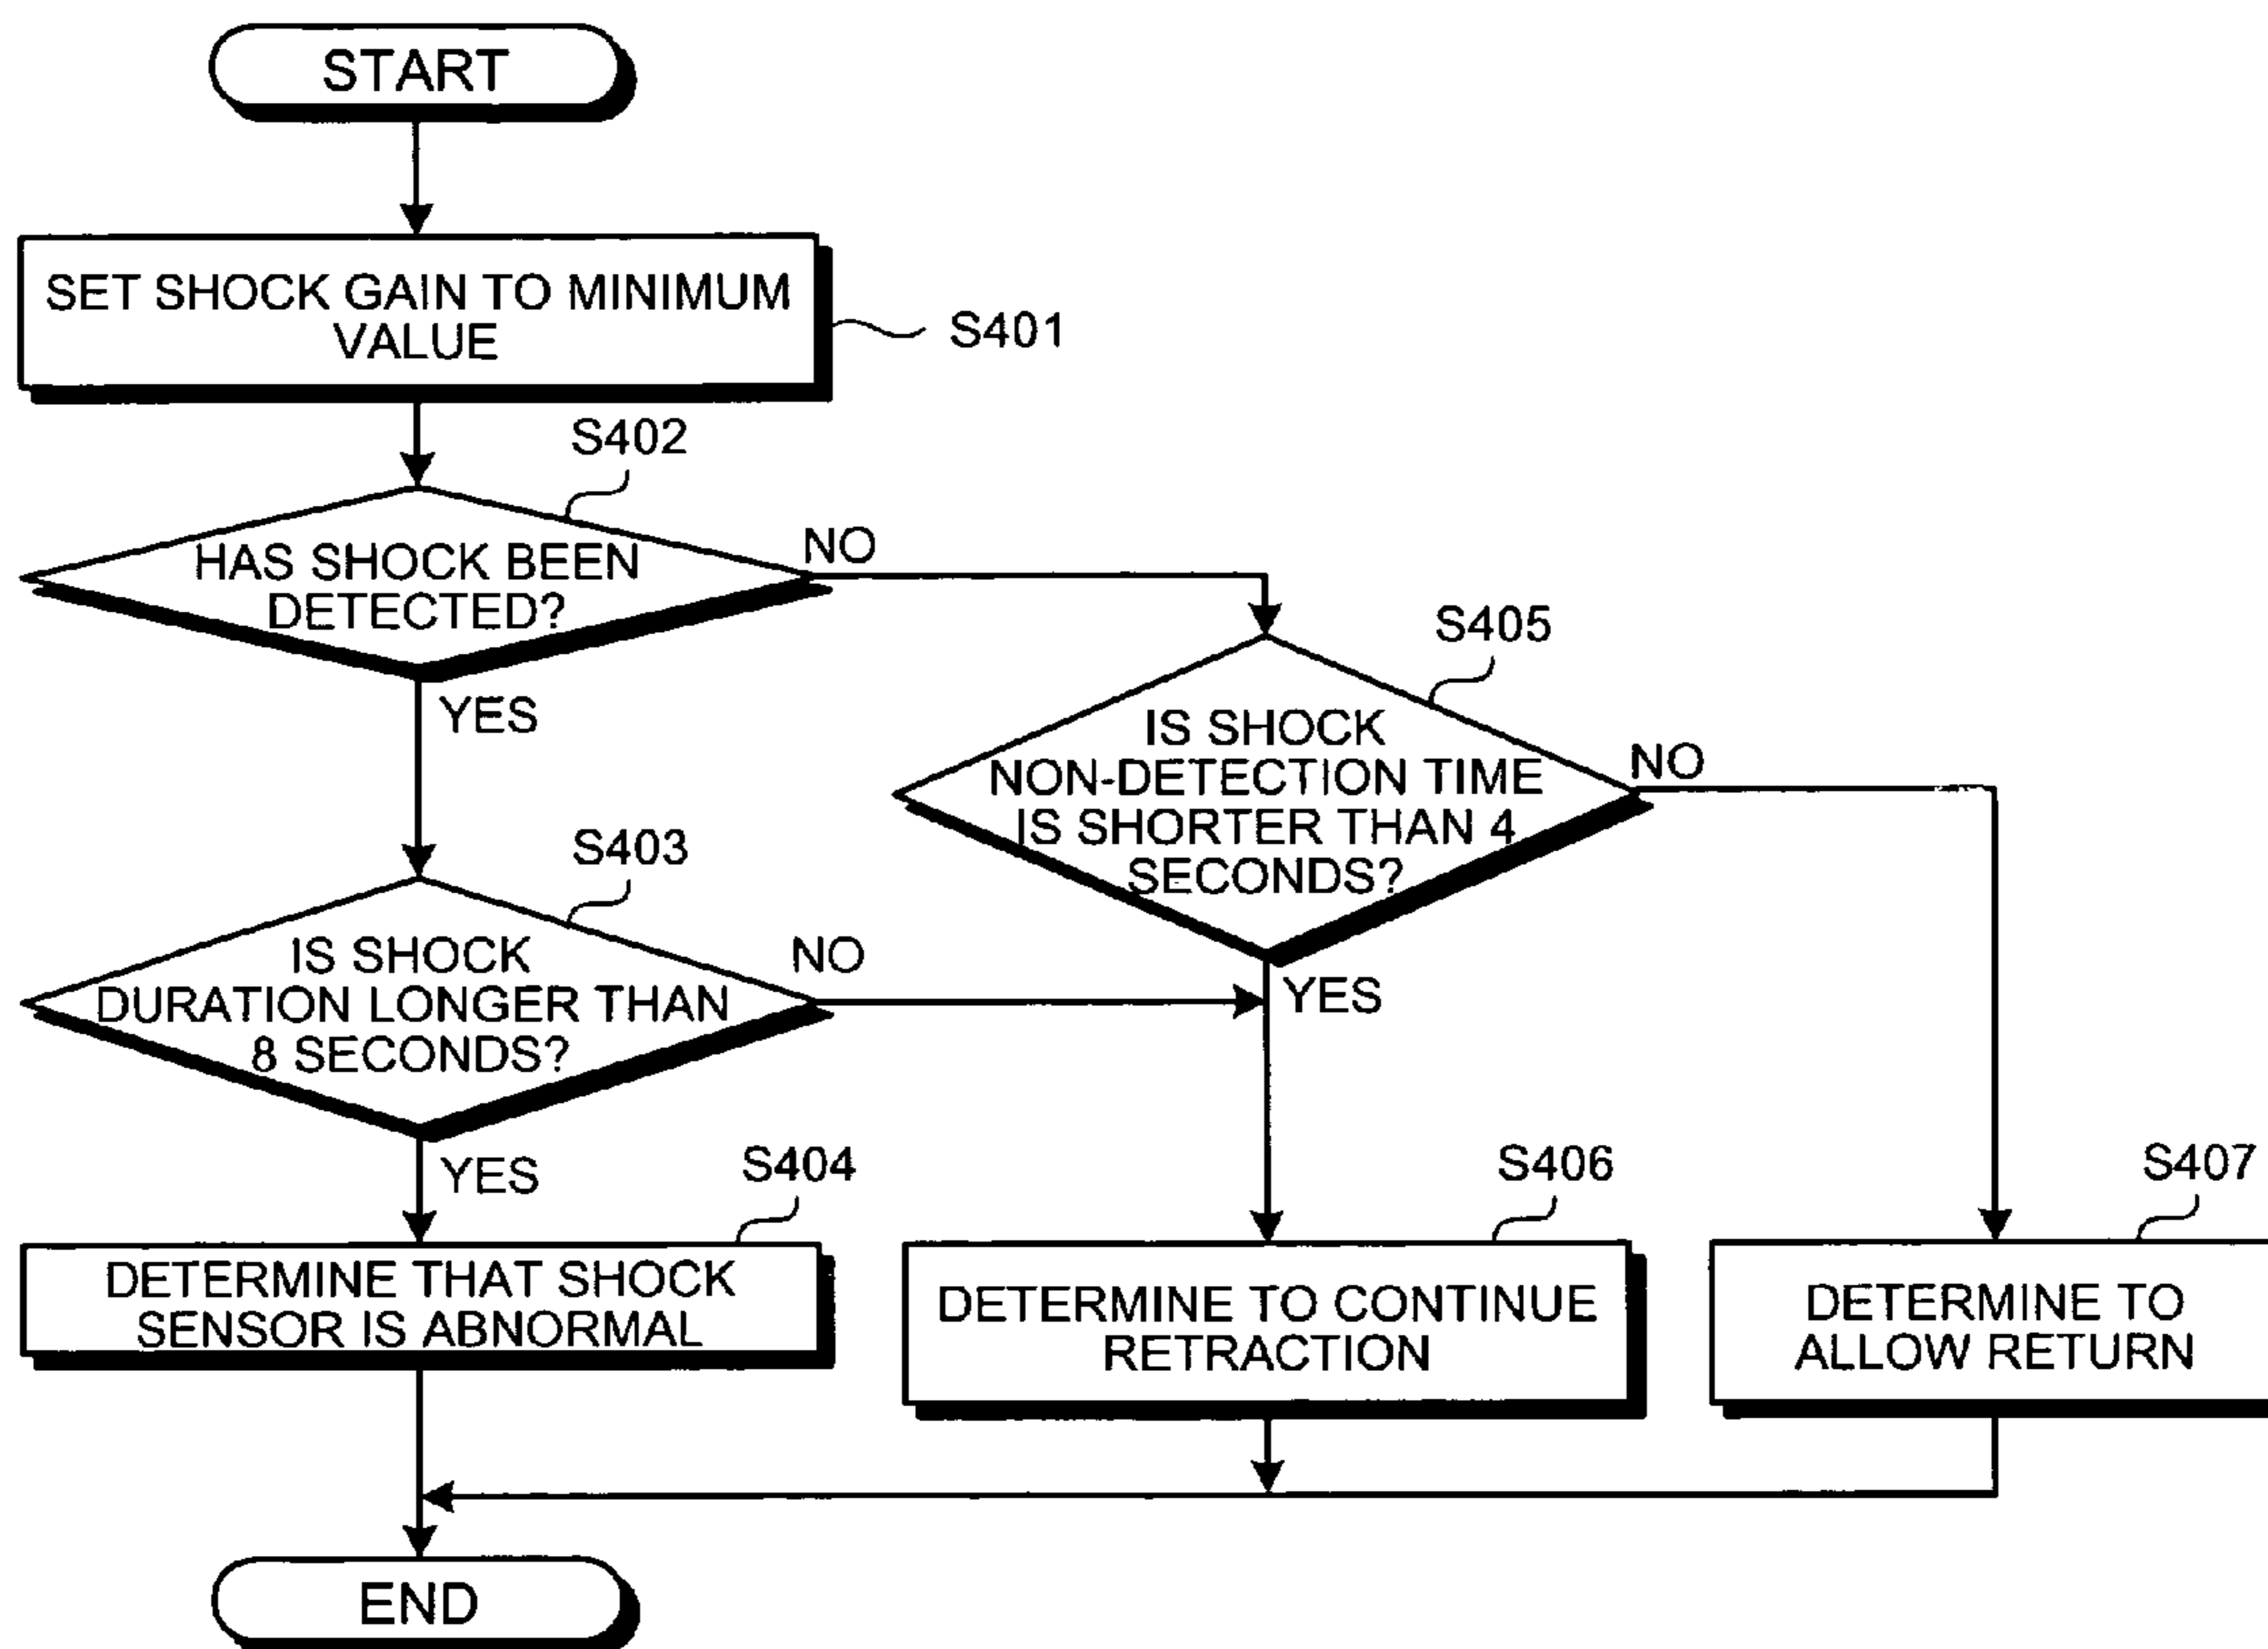 START
SET SHOCK GAIN TO MINIMUM
VALUE
S401
S402
HAS SHOCK BEEN
DETECTED?
NO
YES
S405
IS SHOCK
NON-DETECTION TIME
IS SHORTER THAN 4
SECONDS?
NO
YES
S403
IS SHOCK
DURATION LONGER THAN
8 SECONDS?
NO
YES
S404
DETERMINE THAT SHOCK
SENSOR IS ABNORMAL
S406
DETERMINE TO CONTINUE
RETRACTION
S407
DETERMINE TO
ALLOW RETURN
END